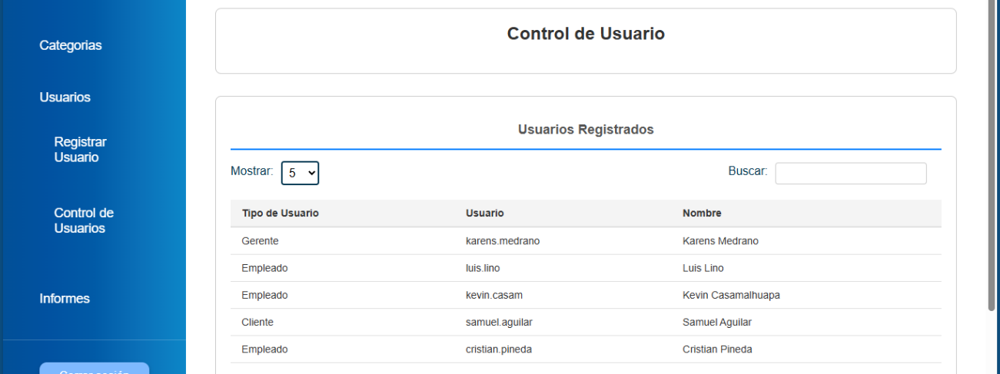 Categorias
Usuarios
Registrar
Usuario
Control de
Usuarios
Informes
Control de Usuario
Usuarios Registrados
Mostrar: 5
Buscar:
Tipo de Usuario Usuario Nombre
Gerente karens.medrano Karens Medrano
Empleado luis.lino Luis Lino
Empleado kevin.casam Kevin Casamalhuapa
Cliente samuel.aguilar Samuel Aguilar
Empleado cristian.pineda Cristian Pineda